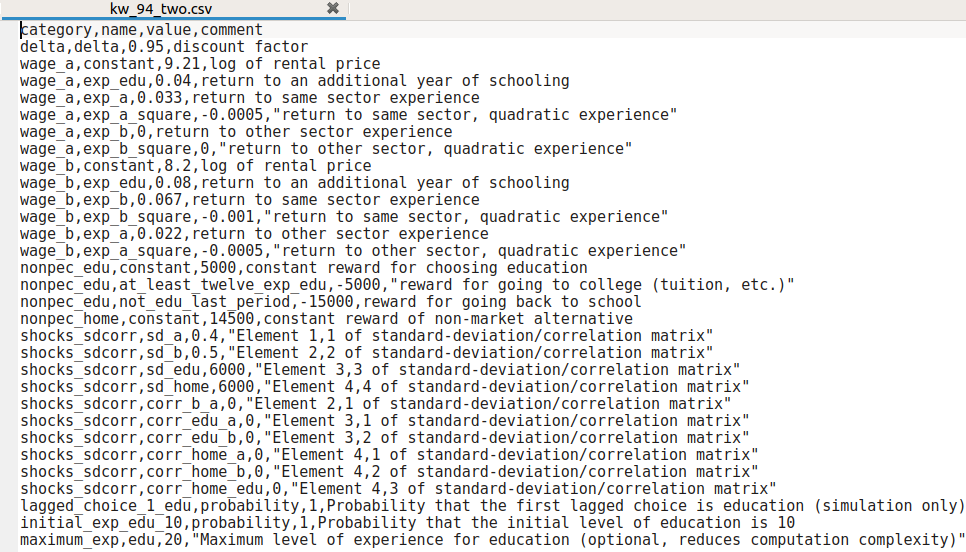 kw_94_two.csv
category,name,value,comment
delta,delta,0.95,discount factor
wage_a,constant,9.21,log of rental price
wage_a,exp_edu,0.04,return to an additional year of schooling
wage_a,exp_a,0.033,return to same sector experience
wage_a,exp_a_square,-0.0005,"return to same sector, quadratic experience"
wage_a,exp_b,0,return to other sector experience
wage_a,exp_b_square,0,"return to other sector, quadratic experience"
wage_b,constant,8.2,log of rental price
wage_b,exp_edu,0.08,return to an additional year of schooling
wage_b,exp_b,0.067,return to same sector experience
wage_b,exp_b_square,-0.001,"return to same sector, quadratic experience"
wage_b,exp_a,0.022,return to other sector experience
wage_b,exp_a_square,-0.0005,"return to other sector, quadratic experience"
nonpec_edu,constant,5000,constant reward for choosing education
nonpec_edu,at_least_twelve_exp_edu,-5000,"reward for going to college (tuition, etc.)"
nonpec_edu,not_edu_last_period,-15000,reward for going back to school
nonpec_home,constant,14500,constant reward of non-market alternative
shocks_sdcorr,sd_a,0.4,"Element 1,1 of standard-deviation/correlation matrix"
shocks_sdcorr,sd_b,0.5,"Element 2,2 of standard-deviation/correlation matrix"
shocks_sdcorr,sd_edu,6000,"Element 3,3 of standard-deviation/correlation matrix"
shocks_sdcorr,sd_home,6000,"Element 4,4 of standard-deviation/correlation matrix"
shocks_sdcorr,corr_b_a,0,"Element 2,1 of standard-deviation/correlation matrix"
shocks_sdcorr,corr_edu_a,0,"Element 3,1 of standard-deviation/correlation matrix"
shocks_sdcorr,corr_edu_b,0,"Element 3,2 of standard-deviation/correlation matrix"
shocks_sdcorr,corr_home_a,0,"Element 4,1 of standard-deviation/correlation matrix"
shocks_sdcorr,corr_home_b,0,"Element 4,2 of standard-deviation/correlation matrix"
shocks_sdcorr,corr_home_edu,0,"Element 4,3 of standard-deviation/correlation matrix"
lagged_choice_1_edu,probability,1,Probability that the first lagged choice is education (simulation only)
initial_exp_edu_10,probability,1,Probability that the initial level of education is 10
maximum_exp,edu,20,"Maximum level of experience for education (optional, reduces computation complexity)"